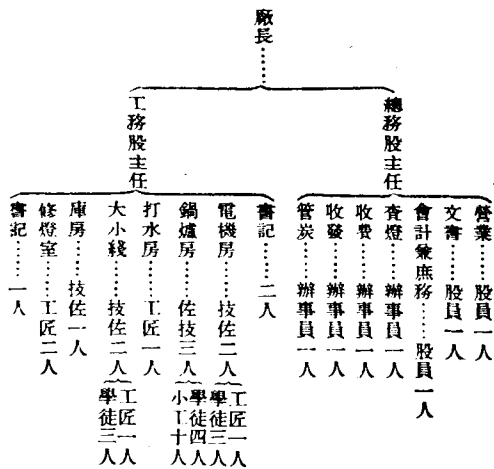 廠長……
總務股主任
營業……股員一人
文書……股員一人
會計兼庶務……股員一人
查燈……辦事員一人
收費……辦事員一人
收發……辦事員一人
管炭……辦事員一人
工務股主任
書記……二人
電機房……技佐二人
工匠一人
學徒三人
鍋爐房……佐技三人
學徒四人
小工十人
打水房……工匠一人
大小綫……技佐二人
工匠一人
學徒三人
庫房……技佐一人
修燈室……工匠二人
書記……一人